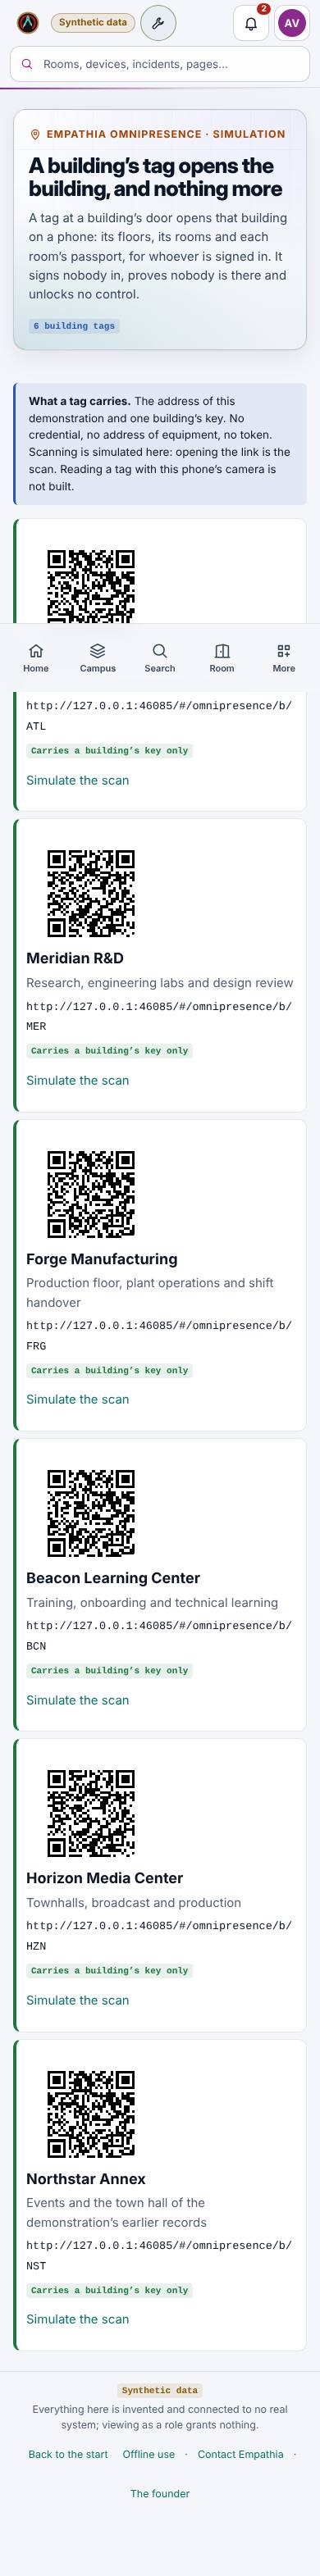 Synthetic data
2
AV
Rooms, devices, incidents, pages...
EMPATHIA OMNIPRESENCE · SIMULATION
A building’s tag opens the
building, and nothing more
A tag at a building’s door opens that building
on a phone: its floors, its rooms and each
room’s passport, for whoever is signed in. It
signs nobody in, proves nobody is there and
unlocks no control.
6 building tags
What a tag carries. The address of this
demonstration and one building’s key. No
credential, no address of equipment, no token.
Scanning is simulated here: opening the link is the
scan. Reading a tag with this phone’s camera is
not built.
Home
Campus
Search
Room
More
http://127.0.0.1:46085/#/omnipresence/b/
ATL
Carries a building’s key only
Simulate the scan
Meridian R&D
Research, engineering labs and design review
http://127.0.0.1:46085/#/omnipresence/b/
MER
Carries a building’s key only
Simulate the scan
Forge Manufacturing
Production floor, plant operations and shift
handover
http://127.0.0.1:46085/#/omnipresence/b/
FRG
Carries a building’s key only
Simulate the scan
Beacon Learning Center
Training, onboarding and technical learning
http://127.0.0.1:46085/#/omnipresence/b/
BCN
Carries a building’s key only
Simulate the scan
Horizon Media Center
Townhalls, broadcast and production
http://127.0.0.1:46085/#/omnipresence/b/
HZN
Carries a building’s key only
Simulate the scan
Northstar Annex
Events and the town hall of the
demonstration’s earlier records
http://127.0.0.1:46085/#/omnipresence/b/
NST
Carries a building’s key only
Simulate the scan
Synthetic data
Everything here is invented and connected to no real
system; viewing as a role grants nothing.
Back to the start Offline use · Contact Empathia ·
The founder